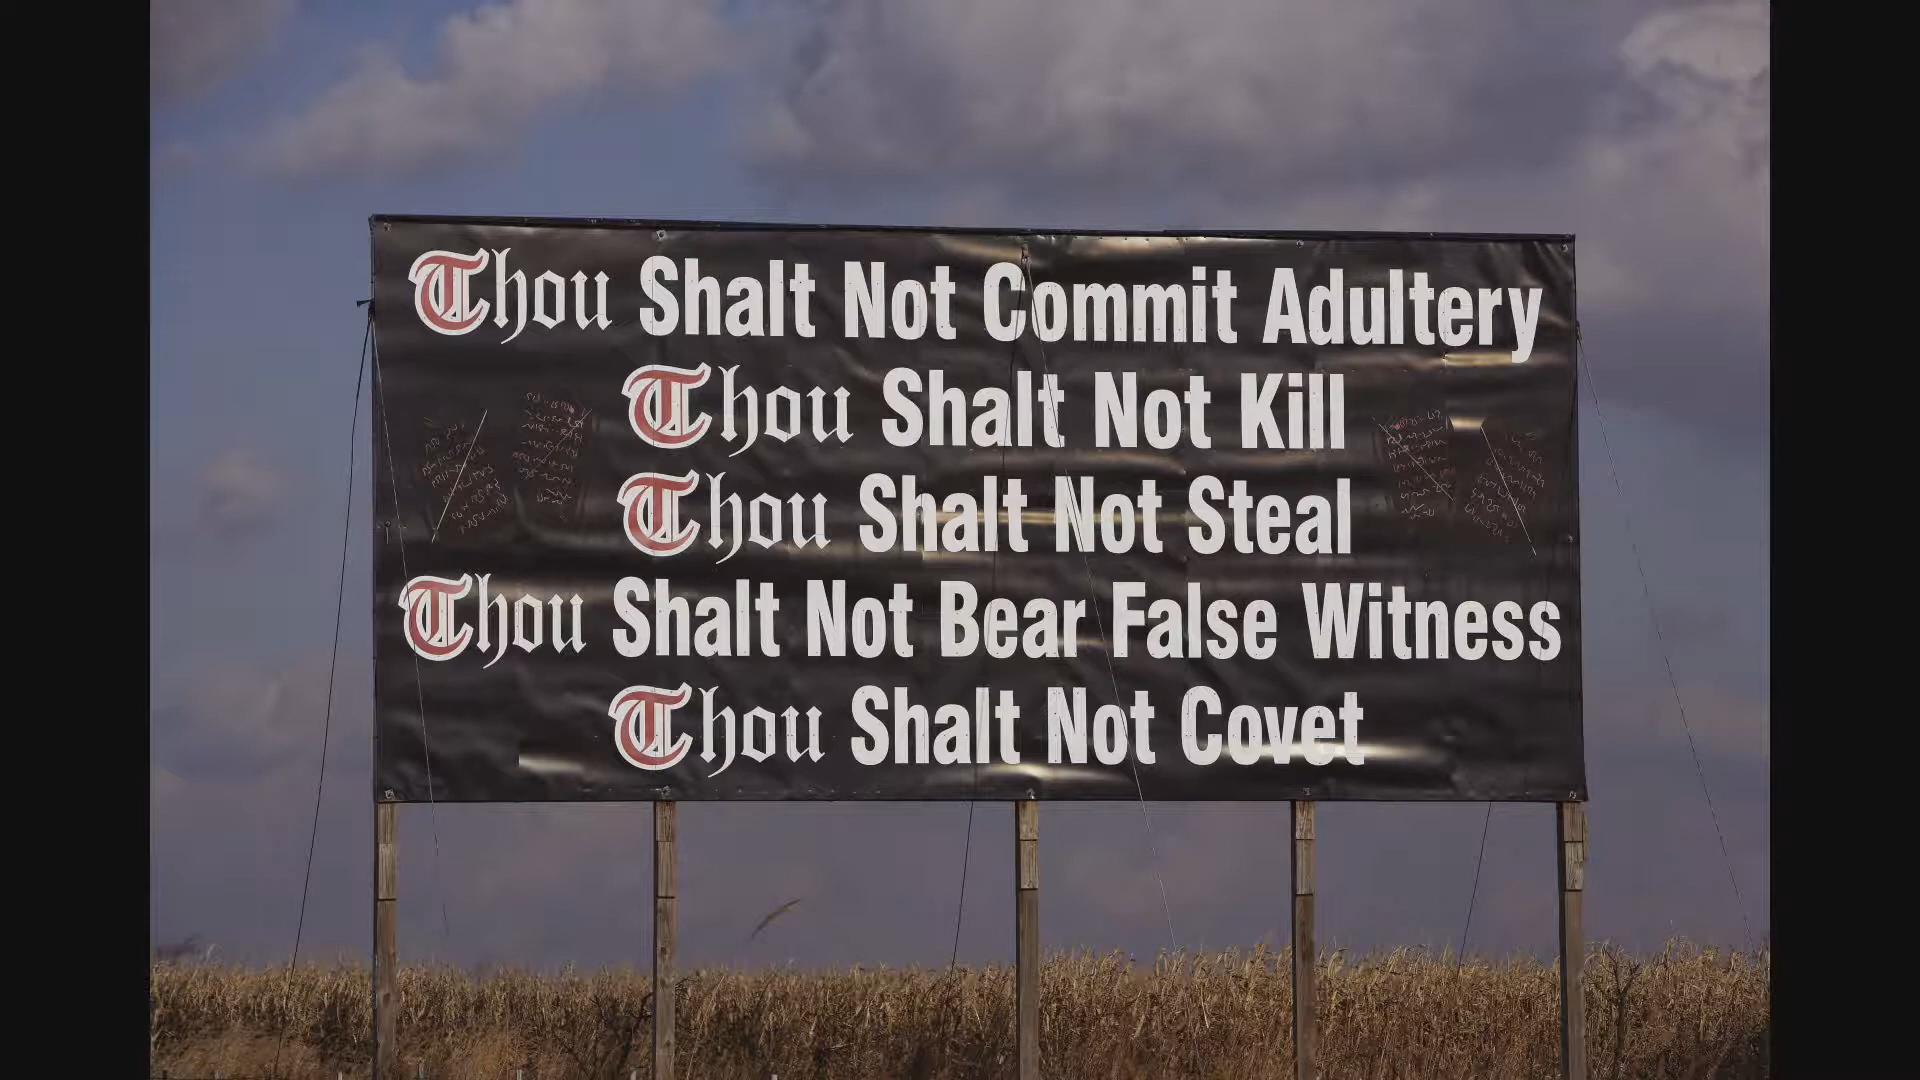 Thou Shalt Not Commit Adultery
Thou Shalt Not Kill
Thou Shalt Not Steal
Thou Shalt Not Bear False Witness
Thou Shalt Not Covet